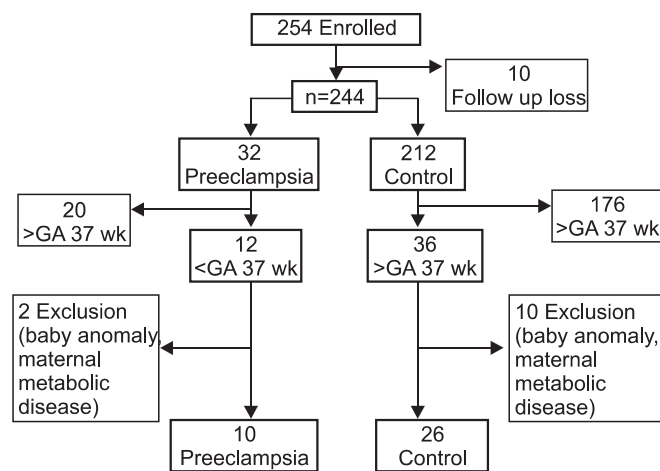 254 Enrolled
10
Follow up loss
n=244
32
Preeclampsia
212
Control
20
>GA 37 wk
176
>GA 37 wk
12
<GA 37 wk
36
>GA 37 wk
2 Exclusion
(baby anomaly,
maternal
metabolic
disease)
10 Exclusion
(baby anomaly,
maternal
metabolic
disease)
10
Preeclampsia
26
Control